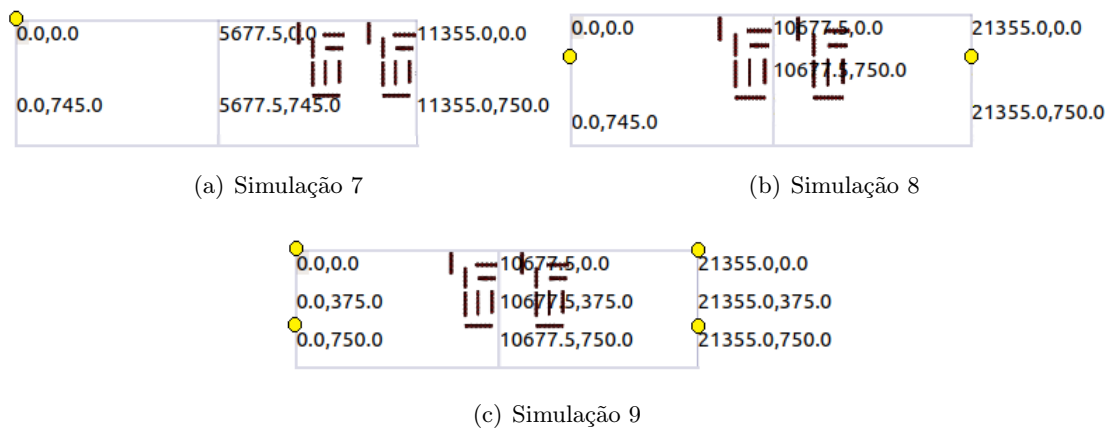 0.0,0.0 5677.5,0.0 11355.0,0.0
0.0,745.0 5677.5,745.0 11355.0,750.0
(a) Simulação 7
0.0,0.0 10677.5,0.0 21355.0,0.0
10677.5,750.0
0.0,745.0 21355.0,750.0
(b) Simulação 8
0.0,0.0 10677.5,0.0 21355.0,0.0
0.0,375.0 10677.5,375.0 21355.0,375.0
0.0,750.0 10677.5,750.0 21355.0,750.0
(c) Simulação 9